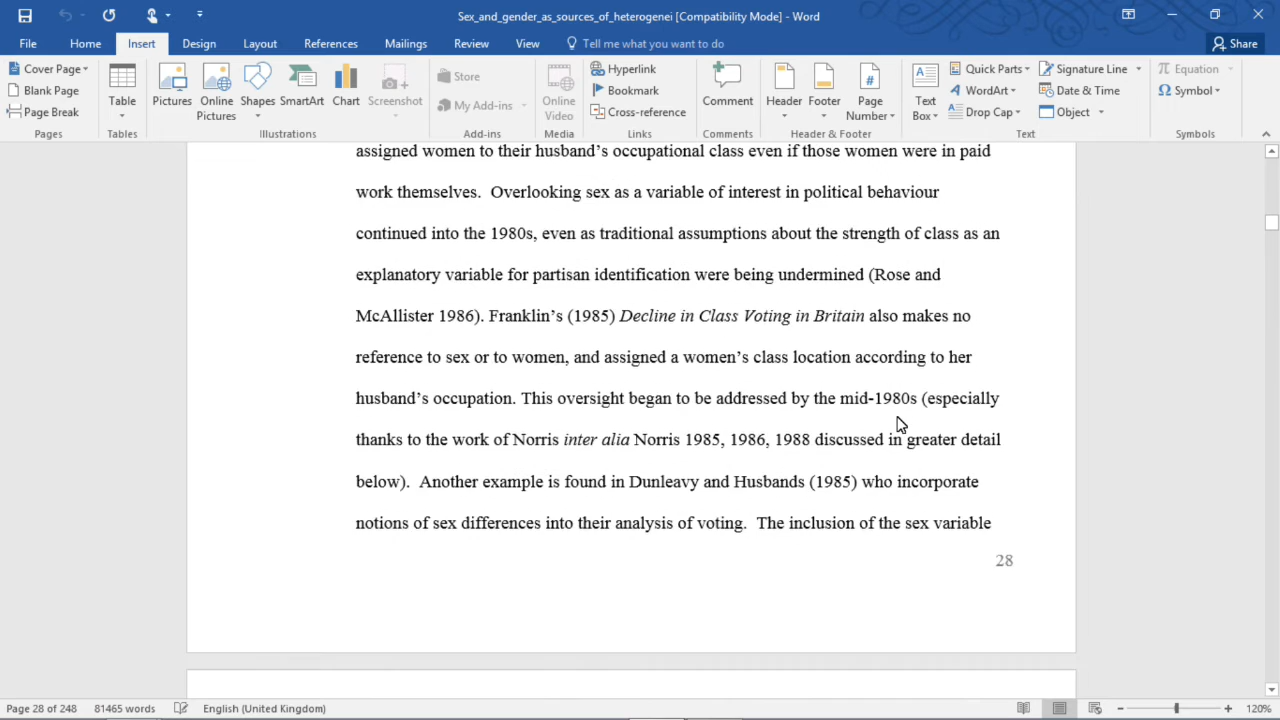 Sex_and_gender_as_sources_of_heterogenei [Compatibility Mode] - Word
File Home Insert Design Layout References Mailings Review View Tell me what you want to do Share
Cover Page
Blank Page
Page Break
Pages
Table
Tables
Pictures
Online Pictures
Shapes
SmartArt
Chart
Screenshot
Illustrations
Store
My Add-ins
Add-ins
Online Video
Media
Hyperlink
Bookmark
Cross-reference
Links
Comment
Comments
Header
Footer
Page Number
Header & Footer
Text Box
Quick Parts
WordArt
Drop Cap
Signature Line
Date & Time
Object
Text
Equation
Symbol
Symbols
assigned women to their husband’s occupational class even if those women were in paid
work themselves.  Overlooking sex as a variable of interest in political behaviour
continued into the 1980s, even as traditional assumptions about the strength of class as an
explanatory variable for partisan identification were being undermined (Rose and
McAllister 1986). Franklin’s (1985) Decline in Class Voting in Britain also makes no
reference to sex or to women, and assigned a women’s class location according to her
husband’s occupation. This oversight began to be addressed by the mid-1980s (especially
thanks to the work of Norris inter alia Norris 1985, 1986, 1988 discussed in greater detail
below).  Another example is found in Dunleavy and Husbands (1985) who incorporate
notions of sex differences into their analysis of voting.  The inclusion of the sex variable
28
Page 28 of 248 81465 words English (United Kingdom) 120%